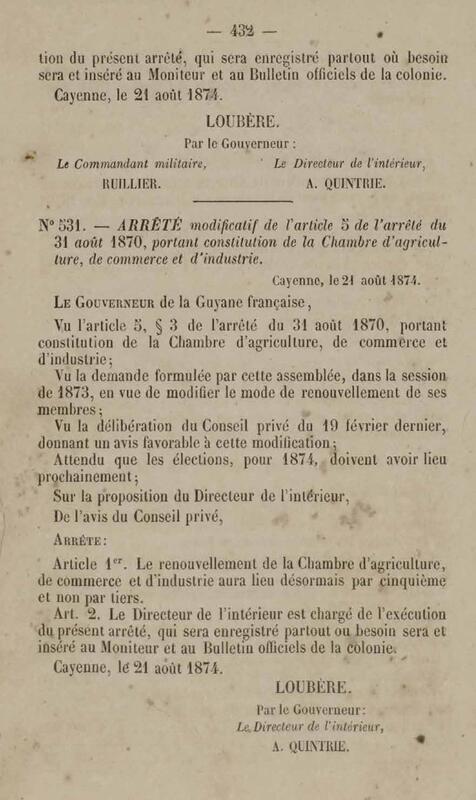 — 432 —
tion du présent arrêté, qui sera enregistré partout où besoin
sera et inséré au Moniteur et au Bulletin officiels de la colonie.
Cayenne, le 21 août 1874.
LOUBÈRE.
Par le Gouverneur :
Le Commandant militaire, Le Directeur de l'intérieur,
RUILLIER. A. QUINTRIE.
N° 531. — ARRÊTÉ modificatif de l'article 5 de l'arrêté du
31 août 1870, portant constitution de la Chambre d'agricul-
ture, de commerce et d'industrie.
Cayenne, le 21 août 1874.
LE GOUVERNEUR de la Guyane française,
Vu l'article 5, § 3 de l'arrêté du 31 août 1870, portant
constitution de la Chambre d'agriculture, de commerce et
d'industrie;
Vu la demande formulée par cette assemblée, dans la session
de 1873, en vue de modifier le mode de renouvellement de ses
membres;
Vu la délibération du Conseil privé du 19 février dernier,
donnant un avis favorable à cette modification;
Attendu que les élections, pour 1874, doivent avoir lieu
prochainement;
Sur la proposition du Directeur de l'intérieur,
De l'avis du Conseil privé,
ARRÊTE:
Article 1er. Le renouvellement de la Chambre d'agriculture,
de commerce et d'industrie aura lieu désormais par cinquième
et non par tiers.
Art. 2. Le Directeur de l'intérieur est chargé de l'exécution
du présent arrêté, qui sera enregistré partout ou besoin sera et
inséré au Moniteur et au Bulletin officiels de la colonie.
Cayenne, le 21 août 1874.
LOUBÈRE.
Par le Gouverneur:
Le Directeur de l'intérieur,
A. QUINTRIE.